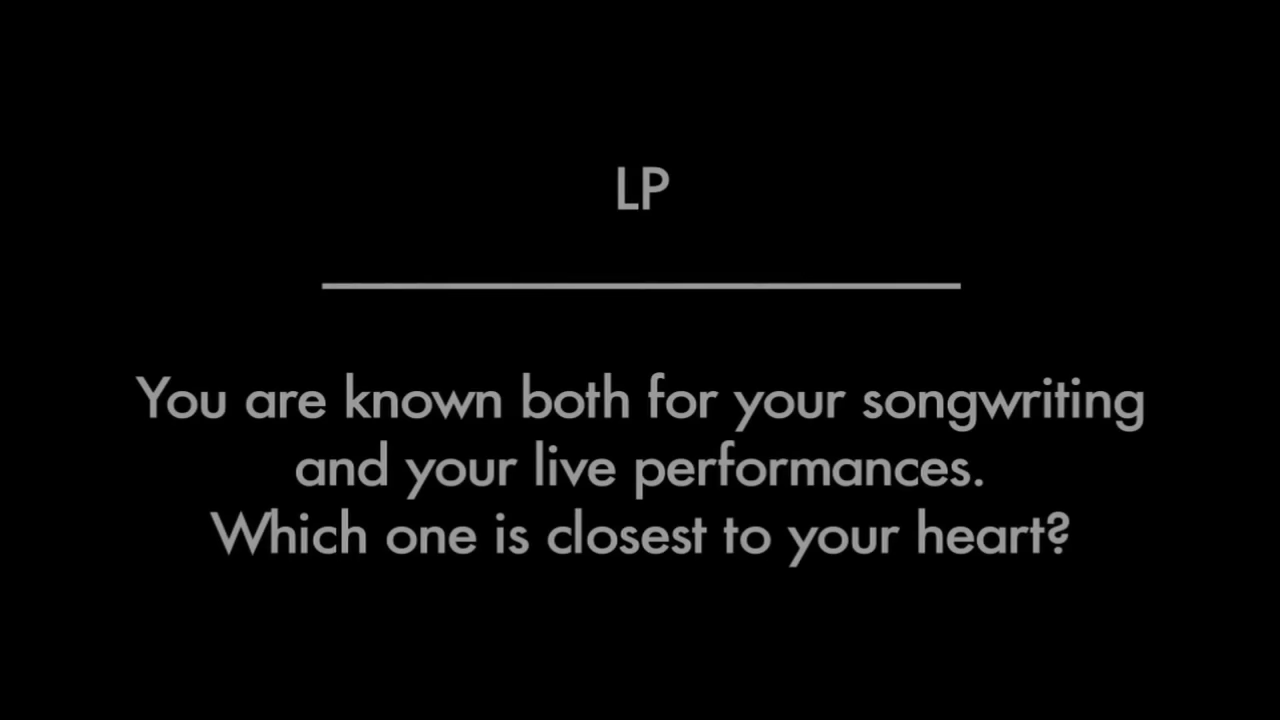 LP
You are known both for your songwriting
and your live performances.
Which one is closest to your heart?